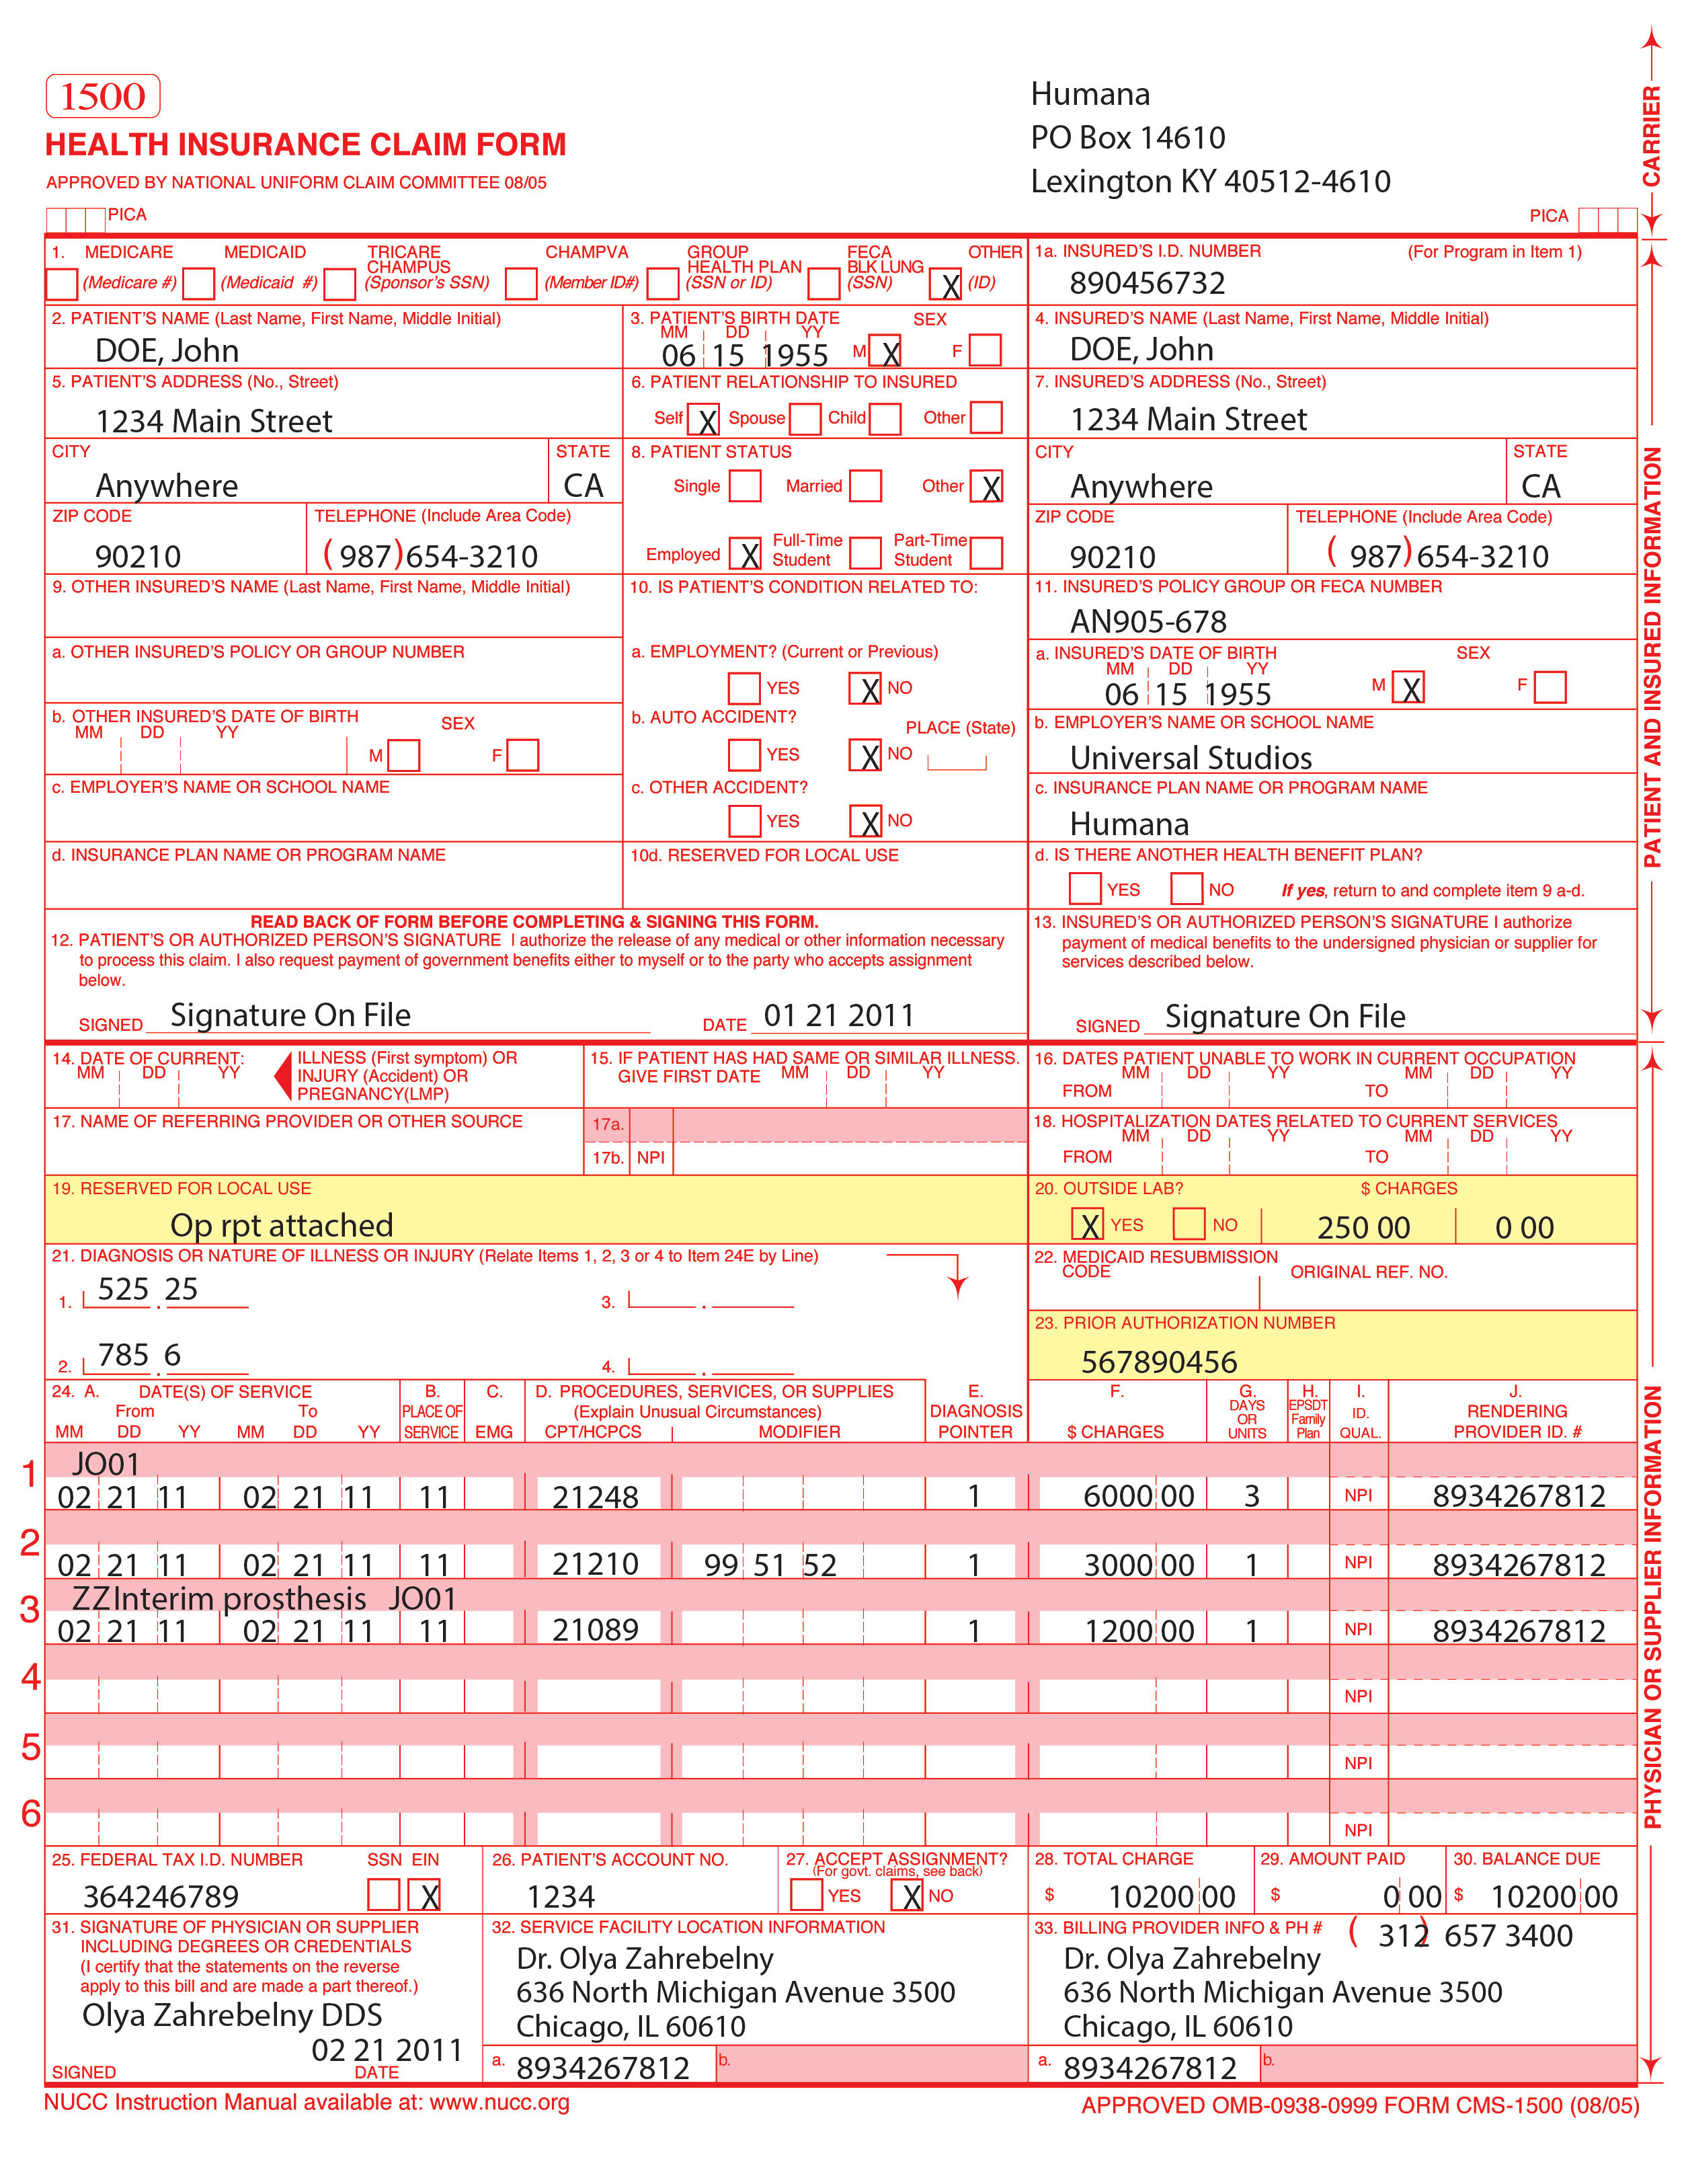 1500
HEALTH INSURANCE CLAIM FORM
APPROVED BY NATIONAL UNIFORM CLAIM COMMITTEE 08/05
Humana
PO Box 14610
Lexington KY 40512-4610
CARRIER
PICA PICA
1. MEDICARE MEDICAID TRICARE CHAMPUS CHAMPVA GROUP HEALTH PLAN FECA BLK LUNG OTHER
(Medicare #) (Medicaid #) (Sponsor's SSN) (Member ID#) (SSN or ID) (SSN) X (ID)
1a. INSURED'S I.D. NUMBER (For Program in Item 1)
890456732
2. PATIENT'S NAME (Last Name, First Name, Middle Initial)
DOE, John
3. PATIENT'S BIRTH DATE SEX
MM DD YY
06 15 1955 M X F
4. INSURED'S NAME (Last Name, First Name, Middle Initial)
DOE, John
5. PATIENT'S ADDRESS (No., Street)
1234 Main Street
6. PATIENT RELATIONSHIP TO INSURED
Self X Spouse Child Other
7. INSURED'S ADDRESS (No., Street)
1234 Main Street
CITY STATE
Anywhere CA
8. PATIENT STATUS
Single Married Other X
CITY STATE
Anywhere CA
ZIP CODE TELEPHONE (Include Area Code)
90210 (987)654-3210
Employed X Full-Time Student Part-Time Student
ZIP CODE TELEPHONE (Include Area Code)
90210 ( 987) 654-3210
9. OTHER INSURED'S NAME (Last Name, First Name, Middle Initial)
10. IS PATIENT'S CONDITION RELATED TO:
11. INSURED'S POLICY GROUP OR FECA NUMBER
AN905-678
a. OTHER INSURED'S POLICY OR GROUP NUMBER
a. EMPLOYMENT? (Current or Previous)
YES X NO
a. INSURED'S DATE OF BIRTH SEX
MM DD YY
06 15 1955 M X F
b. OTHER INSURED'S DATE OF BIRTH SEX
MM DD YY
M F
b. AUTO ACCIDENT? PLACE (State)
YES X NO
b. EMPLOYER'S NAME OR SCHOOL NAME
Universal Studios
c. EMPLOYER'S NAME OR SCHOOL NAME
c. OTHER ACCIDENT?
YES X NO
c. INSURANCE PLAN NAME OR PROGRAM NAME
Humana
d. INSURANCE PLAN NAME OR PROGRAM NAME
10d. RESERVED FOR LOCAL USE
d. IS THERE ANOTHER HEALTH BENEFIT PLAN?
YES NO If yes, return to and complete item 9 a-d.
PATIENT AND INSURED INFORMATION
READ BACK OF FORM BEFORE COMPLETING & SIGNING THIS FORM.
12. PATIENT'S OR AUTHORIZED PERSON'S SIGNATURE I authorize the release of any medical or other information necessary
to process this claim. I also request payment of government benefits either to myself or to the party who accepts assignment
below.
SIGNED Signature On File DATE 01 21 2011
13. INSURED'S OR AUTHORIZED PERSON'S SIGNATURE I authorize
payment of medical benefits to the undersigned physician or supplier for
services described below.
SIGNED Signature On File
14. DATE OF CURRENT:
MM DD YY
ILLNESS (First symptom) OR
INJURY (Accident) OR
PREGNANCY(LMP)
15. IF PATIENT HAS HAD SAME OR SIMILAR ILLNESS.
GIVE FIRST DATE MM DD YY
16. DATES PATIENT UNABLE TO WORK IN CURRENT OCCUPATION
MM DD YY MM DD YY
FROM TO
17. NAME OF REFERRING PROVIDER OR OTHER SOURCE
17a.
17b. NPI
18. HOSPITALIZATION DATES RELATED TO CURRENT SERVICES
MM DD YY MM DD YY
FROM TO
19. RESERVED FOR LOCAL USE
Op rpt attached
20. OUTSIDE LAB? $ CHARGES
X YES NO 250 00 0 00
21. DIAGNOSIS OR NATURE OF ILLNESS OR INJURY (Relate Items 1, 2, 3 or 4 to Item 24E by Line)
1. 525 . 25 3. .
2. 785 . 6 4. .
22. MEDICAID RESUBMISSION
CODE ORIGINAL REF. NO.
23. PRIOR AUTHORIZATION NUMBER
567890456
24. A. DATE(S) OF SERVICE B. C. D. PROCEDURES, SERVICES, OR SUPPLIES E. F. G. H. I. J.
From To PLACE OF (Explain Unusual Circumstances) DIAGNOSIS DAYS OR EPSDT Family ID. RENDERING
MM DD YY MM DD YY SERVICE EMG CPT/HCPCS MODIFIER POINTER $ CHARGES UNITS Plan QUAL. PROVIDER ID. #
JO01
1 02 21 11 02 21 11 11 21248 1 6000 00 3 NPI 8934267812
2 02 21 11 02 21 11 11 21210 99 51 52 1 3000 00 1 NPI 8934267812
ZZInterim prosthesis JO01
3 02 21 11 02 21 11 11 21089 1 1200 00 1 NPI 8934267812
4 NPI
5 NPI
6 NPI
25. FEDERAL TAX I.D. NUMBER SSN EIN
364246789 X
26. PATIENT'S ACCOUNT NO.
1234
27. ACCEPT ASSIGNMENT?
(For govt. claims, see back)
YES X NO
28. TOTAL CHARGE
$ 10200 00
29. AMOUNT PAID
$ 0 00
30. BALANCE DUE
$ 10200 00
31. SIGNATURE OF PHYSICIAN OR SUPPLIER
INCLUDING DEGREES OR CREDENTIALS
(I certify that the statements on the reverse
apply to this bill and are made a part thereof.)
Olya Zahrebelny DDS
02 21 2011
SIGNED DATE
32. SERVICE FACILITY LOCATION INFORMATION
Dr. Olya Zahrebelny
636 North Michigan Avenue 3500
Chicago, IL 60610
a. 8934267812 b.
33. BILLING PROVIDER INFO & PH # ( 312) 657 3400
Dr. Olya Zahrebelny
636 North Michigan Avenue 3500
Chicago, IL 60610
a. 8934267812 b.
PHYSICIAN OR SUPPLIER INFORMATION
NUCC Instruction Manual available at: www.nucc.org
APPROVED OMB-0938-0999 FORM CMS-1500 (08/05)